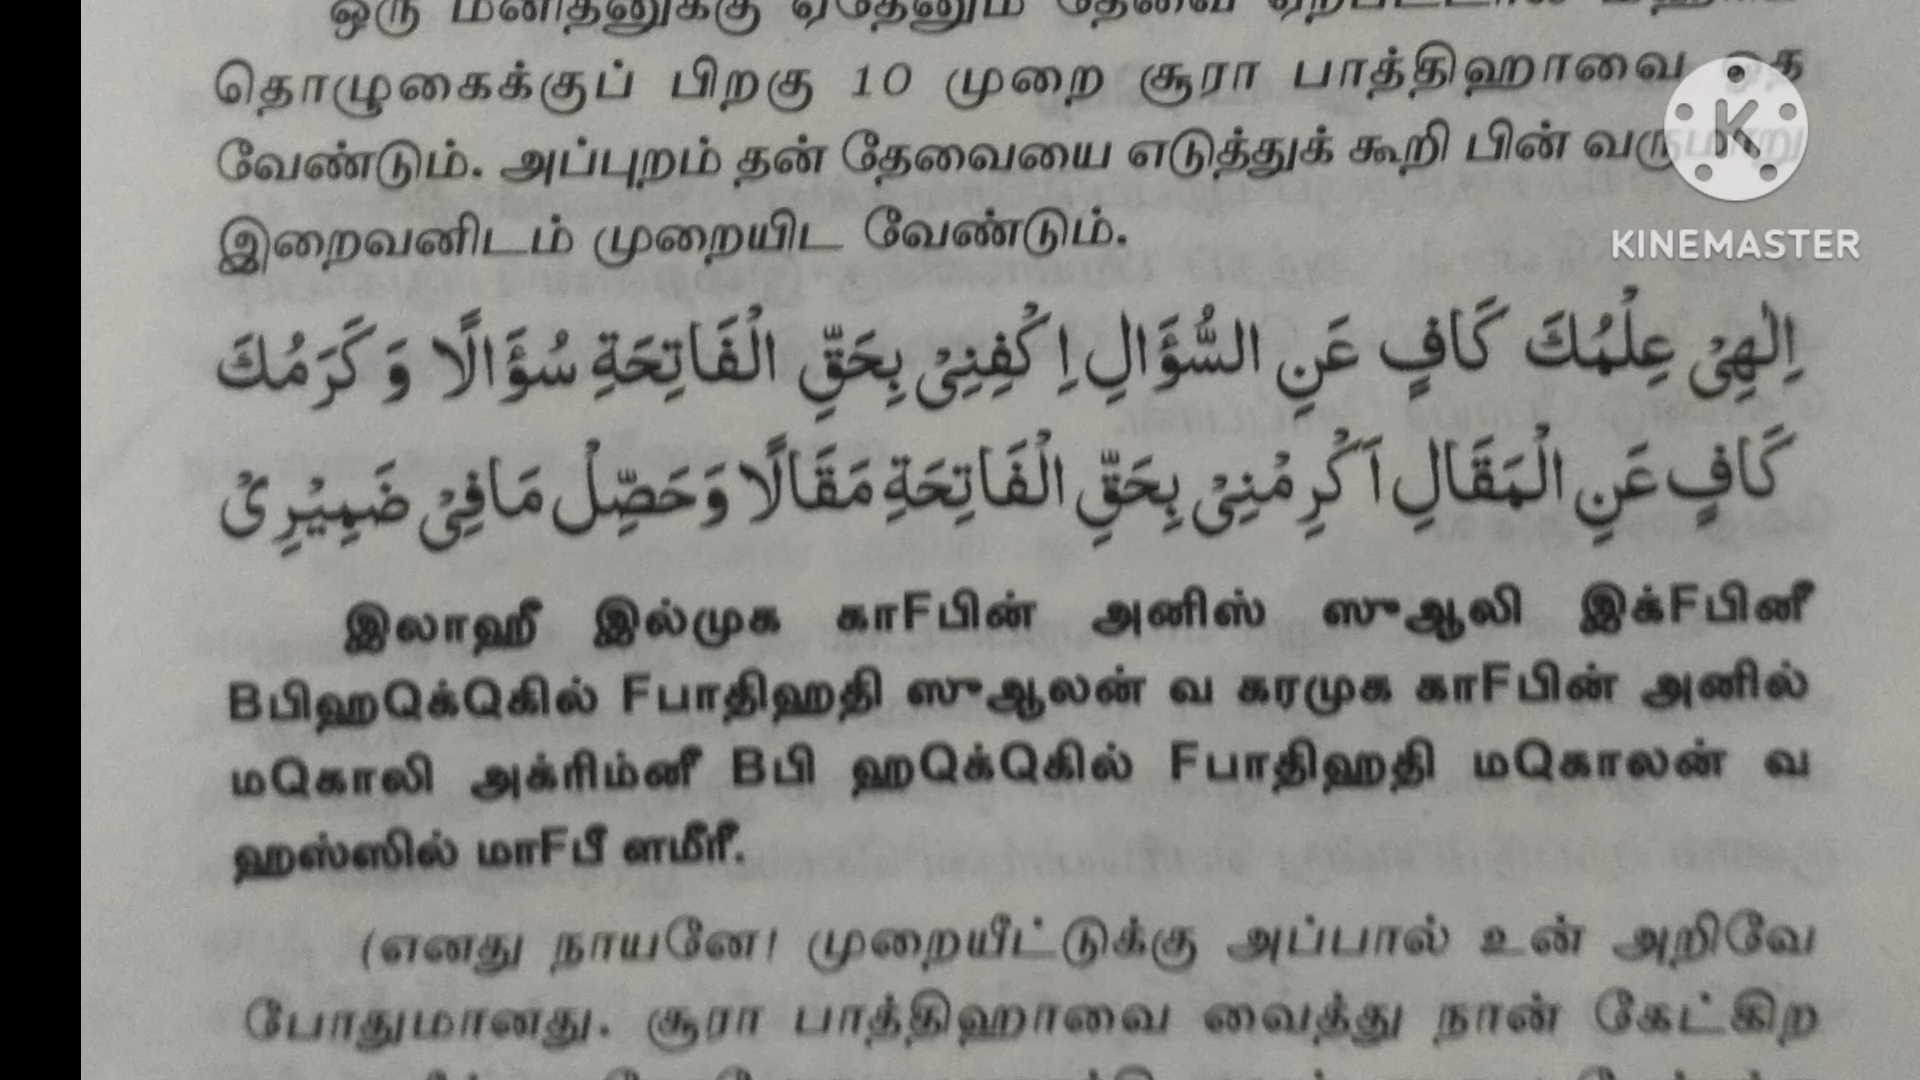 ஒரு மனிதனுக்கு ஏதேனும் தேவை ஏற்பட்டால்
தொழுகைக்குப் பிறகு 10 முறை சூரா பாத்திஹாவை ஓத
வேண்டும். அப்புறம் தன் தேவையை எடுத்துக் கூறி பின் வருமாறு
இறைவனிடம் முறையிட வேண்டும்.
KINEMASTER
اِلٰهِيْ عِلْمُكَ كَافٍ عَنِ السُّؤَالِ اِكْفِنِيْ بِحَقِّ الْفَاتِحَةِ سُؤَالًا وَ كَرَمُكَ
كَافٍ عَنِ الْمَقَالِ اَكْرِمْنِيْ بِحَقِّ الْفَاتِحَةِ مَقَالًا وَحَصِّلْ مَافِيْ ضَمِيْرِيْ
இலாஹீ இல்முக காFபின் அனிஸ் ஸுஆலி இக்Fபினீ
BபிஹQக்Qகில் Fபாதிஹதி ஸுஆலன் வ கரமுக காFபின் அனில்
மQகாலி அக்ரிம்னீ Bபி ஹQக்Qகில் Fபாதிஹதி மQகாலன் வ
ஹஸ்ஸில் மாFபீ ளமீரீ.
(எனது நாயனே! முறையீட்டுக்கு அப்பால் உன் அறிவே
போதுமானது. சூரா பாத்திஹாவை வைத்து நான் கேட்கிற